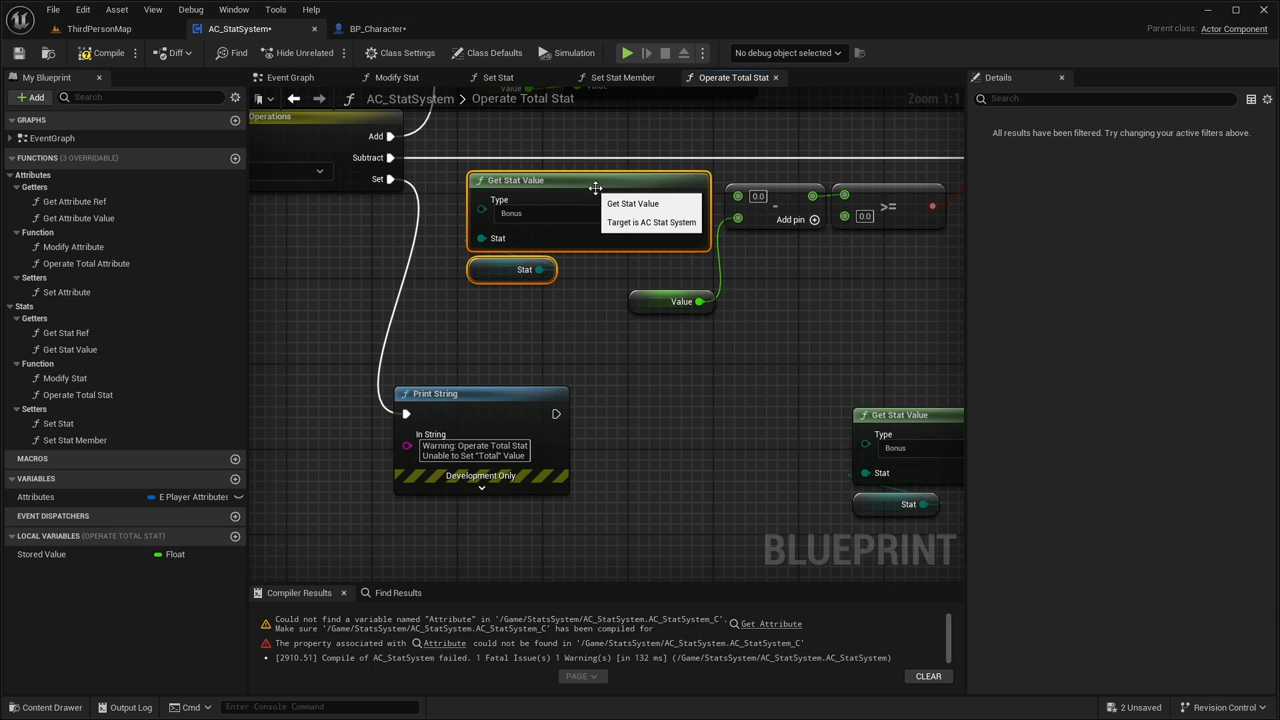 File Edit Asset View Debug Window Tools Help
ThirdPersonMap
AC_StatSystem*
BP_Character*
Parent class: Actor Component
Compile
Diff
Find
Hide Unrelated
Class Settings
Class Defaults
Simulation
No debug object selected
My Blueprint
Event Graph
Modify Stat
Set Stat
Set Stat Member
Operate Total Stat
Details
Add
Search
AC_StatSystem > Operate Total Stat
Zoom 1:1
Search
All results have been filtered. Try changing your active filters above.
GRAPHS
EventGraph
FUNCTIONS (3 OVERRIDABLE)
Attributes
Getters
Get Attribute Ref
Get Attribute Value
Function
Modify Attribute
Operate Total Attribute
Setters
Set Attribute
Stats
Getters
Get Stat Ref
Get Stat Value
Function
Modify Stat
Operate Total Stat
Setters
Set Stat
Set Stat Member
MACROS
VARIABLES
Attributes
E Player Attributes
EVENT DISPATCHERS
LOCAL VARIABLES (OPERATE TOTAL STAT)
Stored Value
Float
Value
Value
Operations
Add
Subtract
Set
Get Stat Value
Type
Bonus
Stat
Get Stat Value
Target is AC Stat System
Stat
0.0
-
Add pin
>=
0.0
Value
Print String
In String
Warning: Operate Total Stat
Unable to Set "Total" Value
Development Only
Get Stat Value
Type
Bonus
Stat
Stat
BLUEPRINT
Compiler Results
Find Results
Could not find a variable named "Attribute" in '/Game/StatsSystem/AC_StatSystem.AC_StatSystem_C'.
Make sure '/Game/StatsSystem/AC_StatSystem.AC_StatSystem_C' has been compiled for
Get Attribute
The property associated with Attribute could not be found in '/Game/StatsSystem/AC_StatSystem.AC_StatSystem_C'
[2910.51] Compile of AC_StatSystem failed. 1 Fatal Issue(s) 1 Warning(s) [in 132 ms] (/Game/StatsSystem/AC_StatSystem.AC_StatSystem)
PAGE
CLEAR
Content Drawer
Output Log
Cmd
Enter Console Command
2 Unsaved
Revision Control